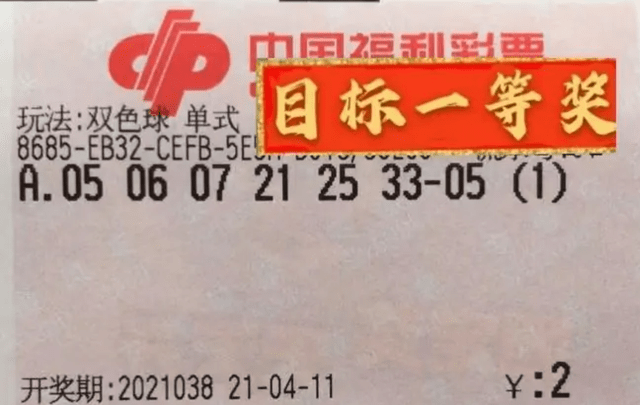 中国福利彩票
目标一等奖
玩法:双色球 单式
8685-EB32-CEFB-5E
A.05 06 07 21 25 33-05 (1)
开奖期:2021038 21-04-11 ¥:2